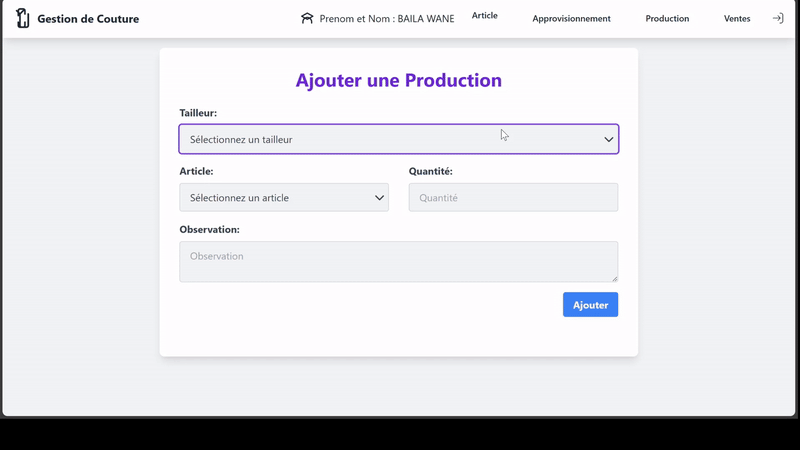 Gestion de Couture
Prenom et Nom : BAILA WANE
Article
Approvisionnement
Production
Ventes
Ajouter une Production
Tailleur:
Sélectionnez un tailleur
Article:
Quantité:
Sélectionnez un article
Quantité
Observation:
Observation
Ajouter